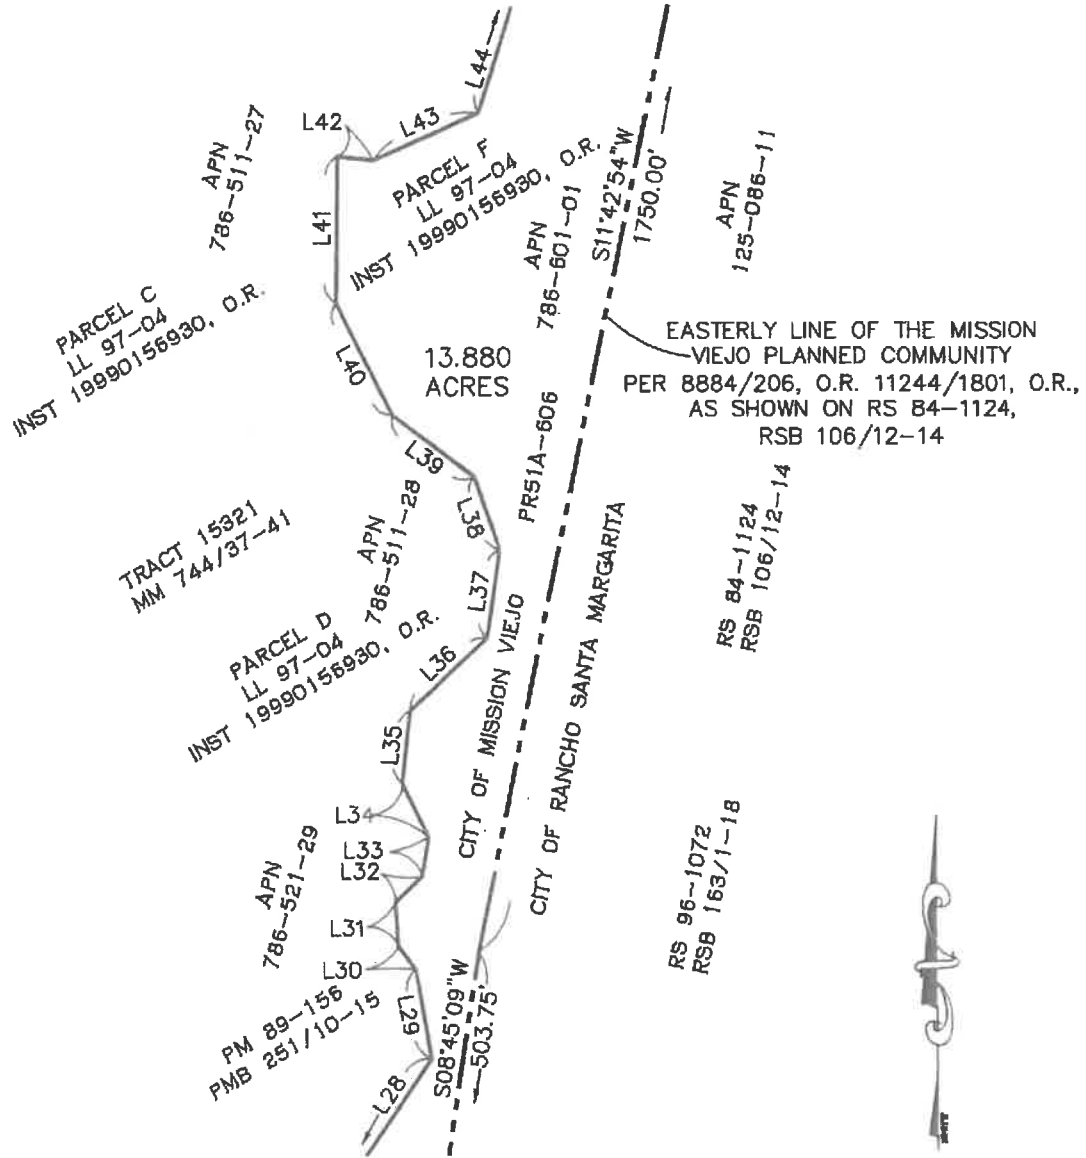 L44
L43
L42
APN
786-511-27
PARCEL F
LL 97-04
INST 19990156930, O.R.
L41
APN
786-601-01
S11°42'54"W
1750.00'
APN
125-086-11
PARCEL C
LL 97-04
INST 19990156930, O.R.
L40
13.880
ACRES
EASTERLY LINE OF THE MISSION
VIEJO PLANNED COMMUNITY
PER 8884/206, O.R. 11244/1801, O.R.,
AS SHOWN ON RS 84-1124,
RSB 106/12-14
L39
PR51A-606
L38
APN
786-511-28
TRACT 15321
MM 744/37-41
RS 84-1124
RSB 106/12-14
L37
PARCEL D
LL 97-04
INST 19990156930, O.R.
L36
CITY OF MISSION VIEJO
CITY OF RANCHO SANTA MARGARITA
L35
L34
L33
L32
APN
786-521-29
L31
L30
RS 96-1072
RSB 163/1-18
PM 89-156
PMB 251/10-15
L29
S08°45'09"W
503.75'
L28